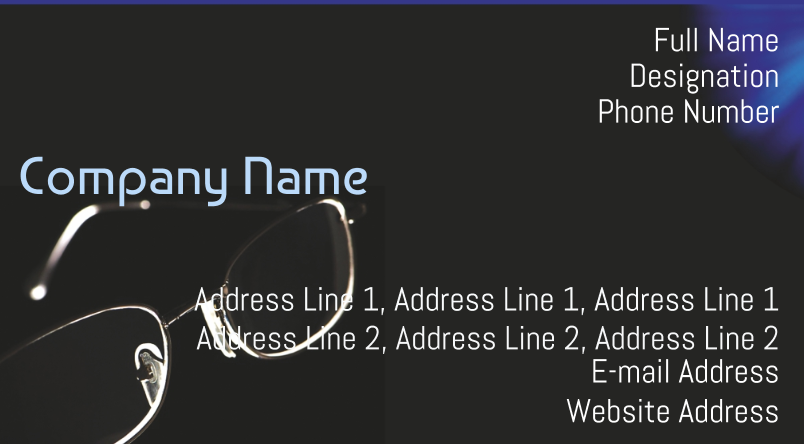 Full Name
Designation
Phone Number
Company Name
Address Line 1, Address Line 1, Address Line 1
Address Line 2, Address Line 2, Address Line 2
E-mail Address
Website Address